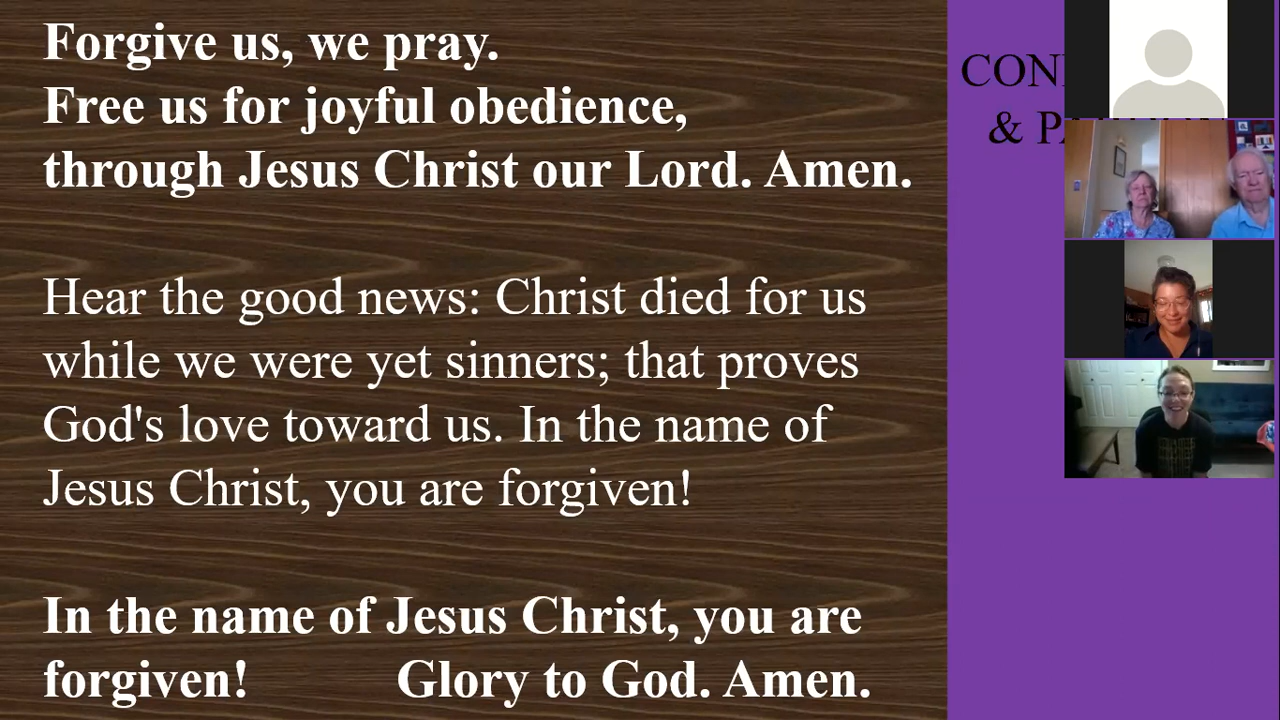 Forgive us, we pray.
Free us for joyful obedience,
through Jesus Christ our Lord. Amen.
Hear the good news: Christ died for us
while we were yet sinners; that proves
God's love toward us. In the name of
Jesus Christ, you are forgiven!
In the name of Jesus Christ, you are
forgiven! Glory to God. Amen.
&